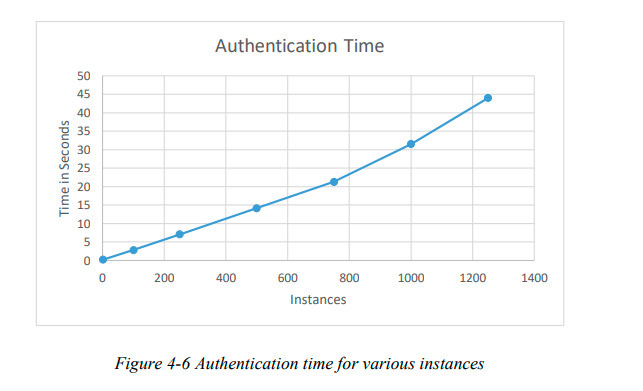 Authentication Time
50
45
40
35
30
25
20
15
10
5
0
Time in Seconds
0 200 400 600 800 1000 1200 1400
Instances
Figure 4-6 Authentication time for various instances